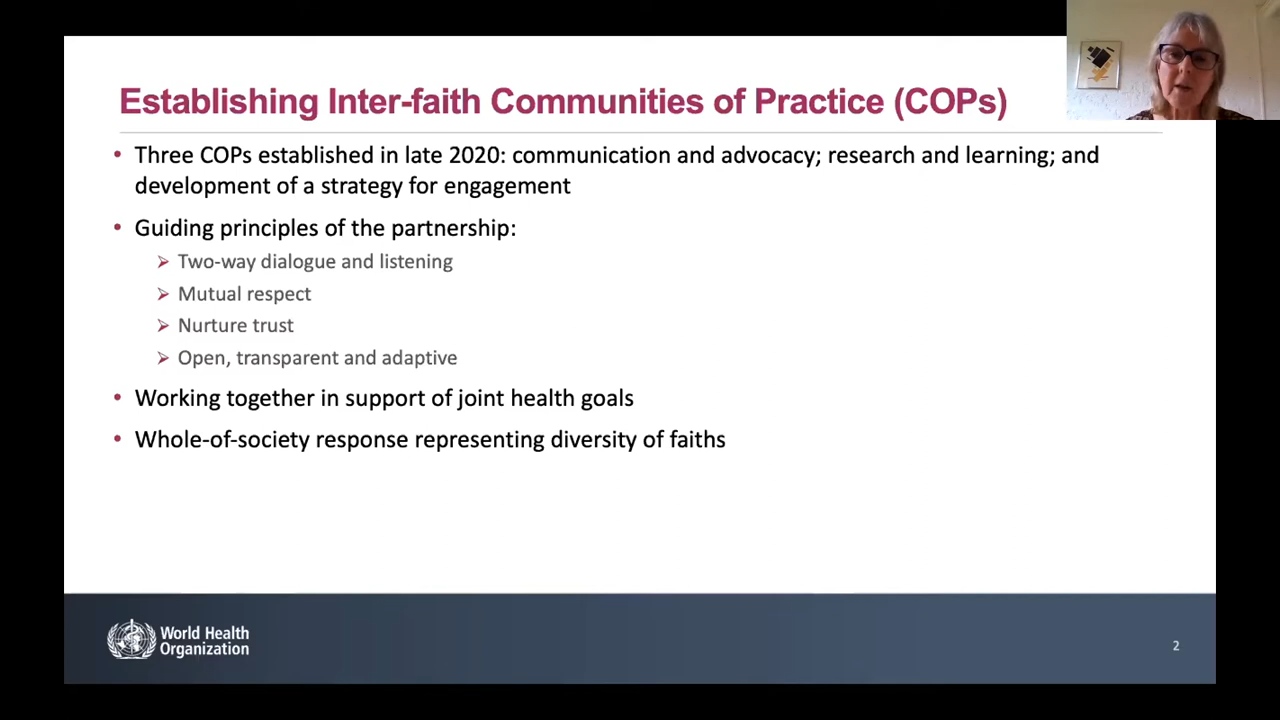 Establishing Inter-faith Communities of Practice (COPs)
• Three COPs established in late 2020: communication and advocacy; research and learning; and
development of a strategy for engagement
• Guiding principles of the partnership:
➢ Two-way dialogue and listening
➢ Mutual respect
➢ Nurture trust
➢ Open, transparent and adaptive
• Working together in support of joint health goals
• Whole-of-society response representing diversity of faiths
World Health
Organization
2